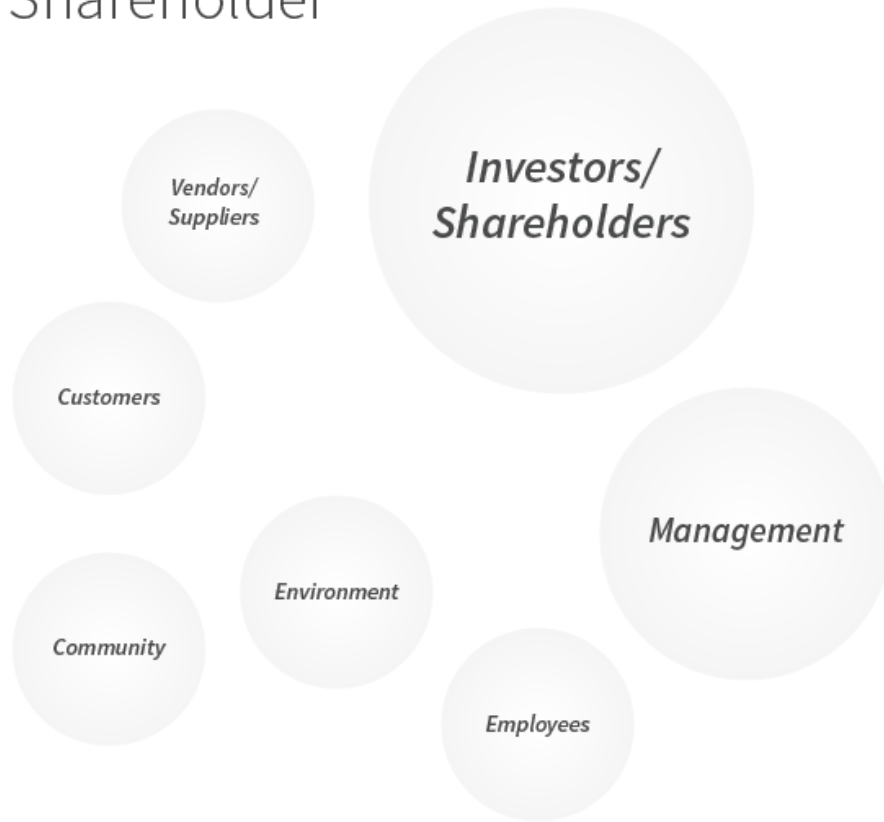 Shareholder
Investors/
Shareholders
Vendors/
Suppliers
Customers
Management
Environment
Community
Employees